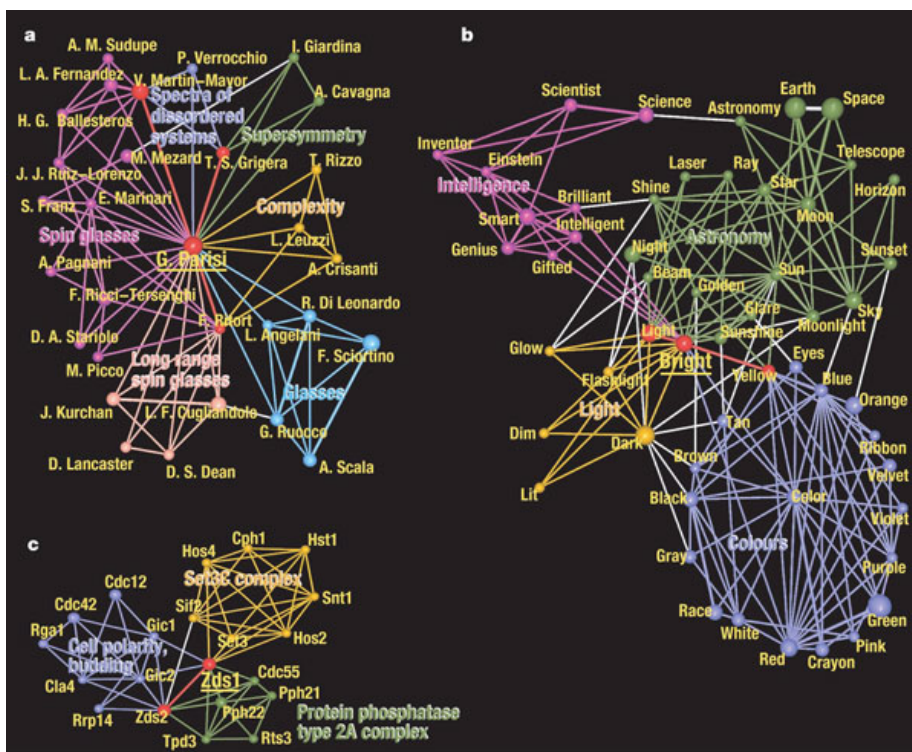 a
A. M. Sudupe
P. Verrocchio
I. Giardina
L. A. Fernandez
V. Martin-Mayor
A. Cavagna
Spectra of
dissordered
systems
H. G. Ballesteros
Supersymmetry
M. Mezard
T. S. Grigera
T. Rizzo
J. J. Ruiz-Lorenzo
E. Marinari
Complexity
S. Franz
Spin glasses
L. Leuzzi
G. Parisi
A. Pagnani
A. Crisanti
F. Ricci-Tersenghi
R. Di Leonardo
F. Rdort
L. Angelani
D. A. Stariolo
F. Sciortino
M. Picco
Long range
spin glasses
Glasses
J. Kurchan
L. F. Cugliandolo
G. Ruocco
D. Lancaster
D. S. Dean
A. Scala
b
Earth
Space
Scientist
Science
Astronomy
Inventor
Einstein
Laser
Ray
Telescope
Intelligence
Brilliant
Shine
Star
Horizon
Smart
Intelligent
Moon
Astronomy
Genius
Gifted
Night
Sunset
Beam
Sun
Golden
Glare
Sky
Light
Sunshine
Moonlight
Glow
Bright
Eyes
Flashlight
Yellow
Blue
Light
Orange
Dim
Dark
Tan
Ribbon
Brown
Velvet
Lit
Black
Color
Violet
Gray
Colours
Purple
Race
Green
White
Pink
Red
Crayon
c
Hos4
Cph1
Hst1
Set3C complex
Cdc12
Snt1
Cdc42
Sif2
Rga1
Gic1
Set3
Hos2
Cell polarity,
budding
Cla4
Gic2
Zds1
Cdc55
Pph21
Rrp14
Zds2
Pph22
Protein phosphatase
type 2A complex
Tpd3
Rts3